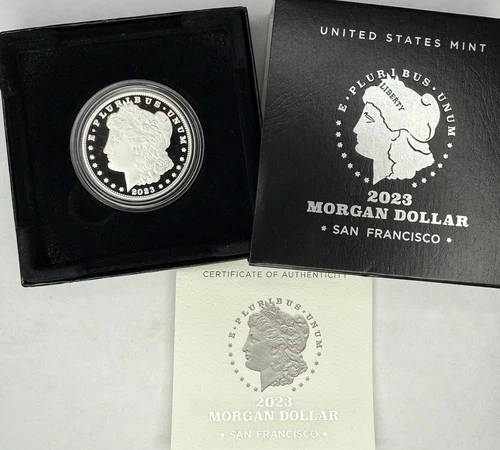 E·PLURIBUS·UNUM
2023
UNITED STATES MINT
E·PLURIBUS·UNUM
LIBERTY
2023
MORGAN DOLLAR
* SAN FRANCISCO *
CERTIFICATE OF AUTHENTICITY
E·PLURIBUS·UNUM
2023
MORGAN DOLLAR
* SAN FRANCISCO *